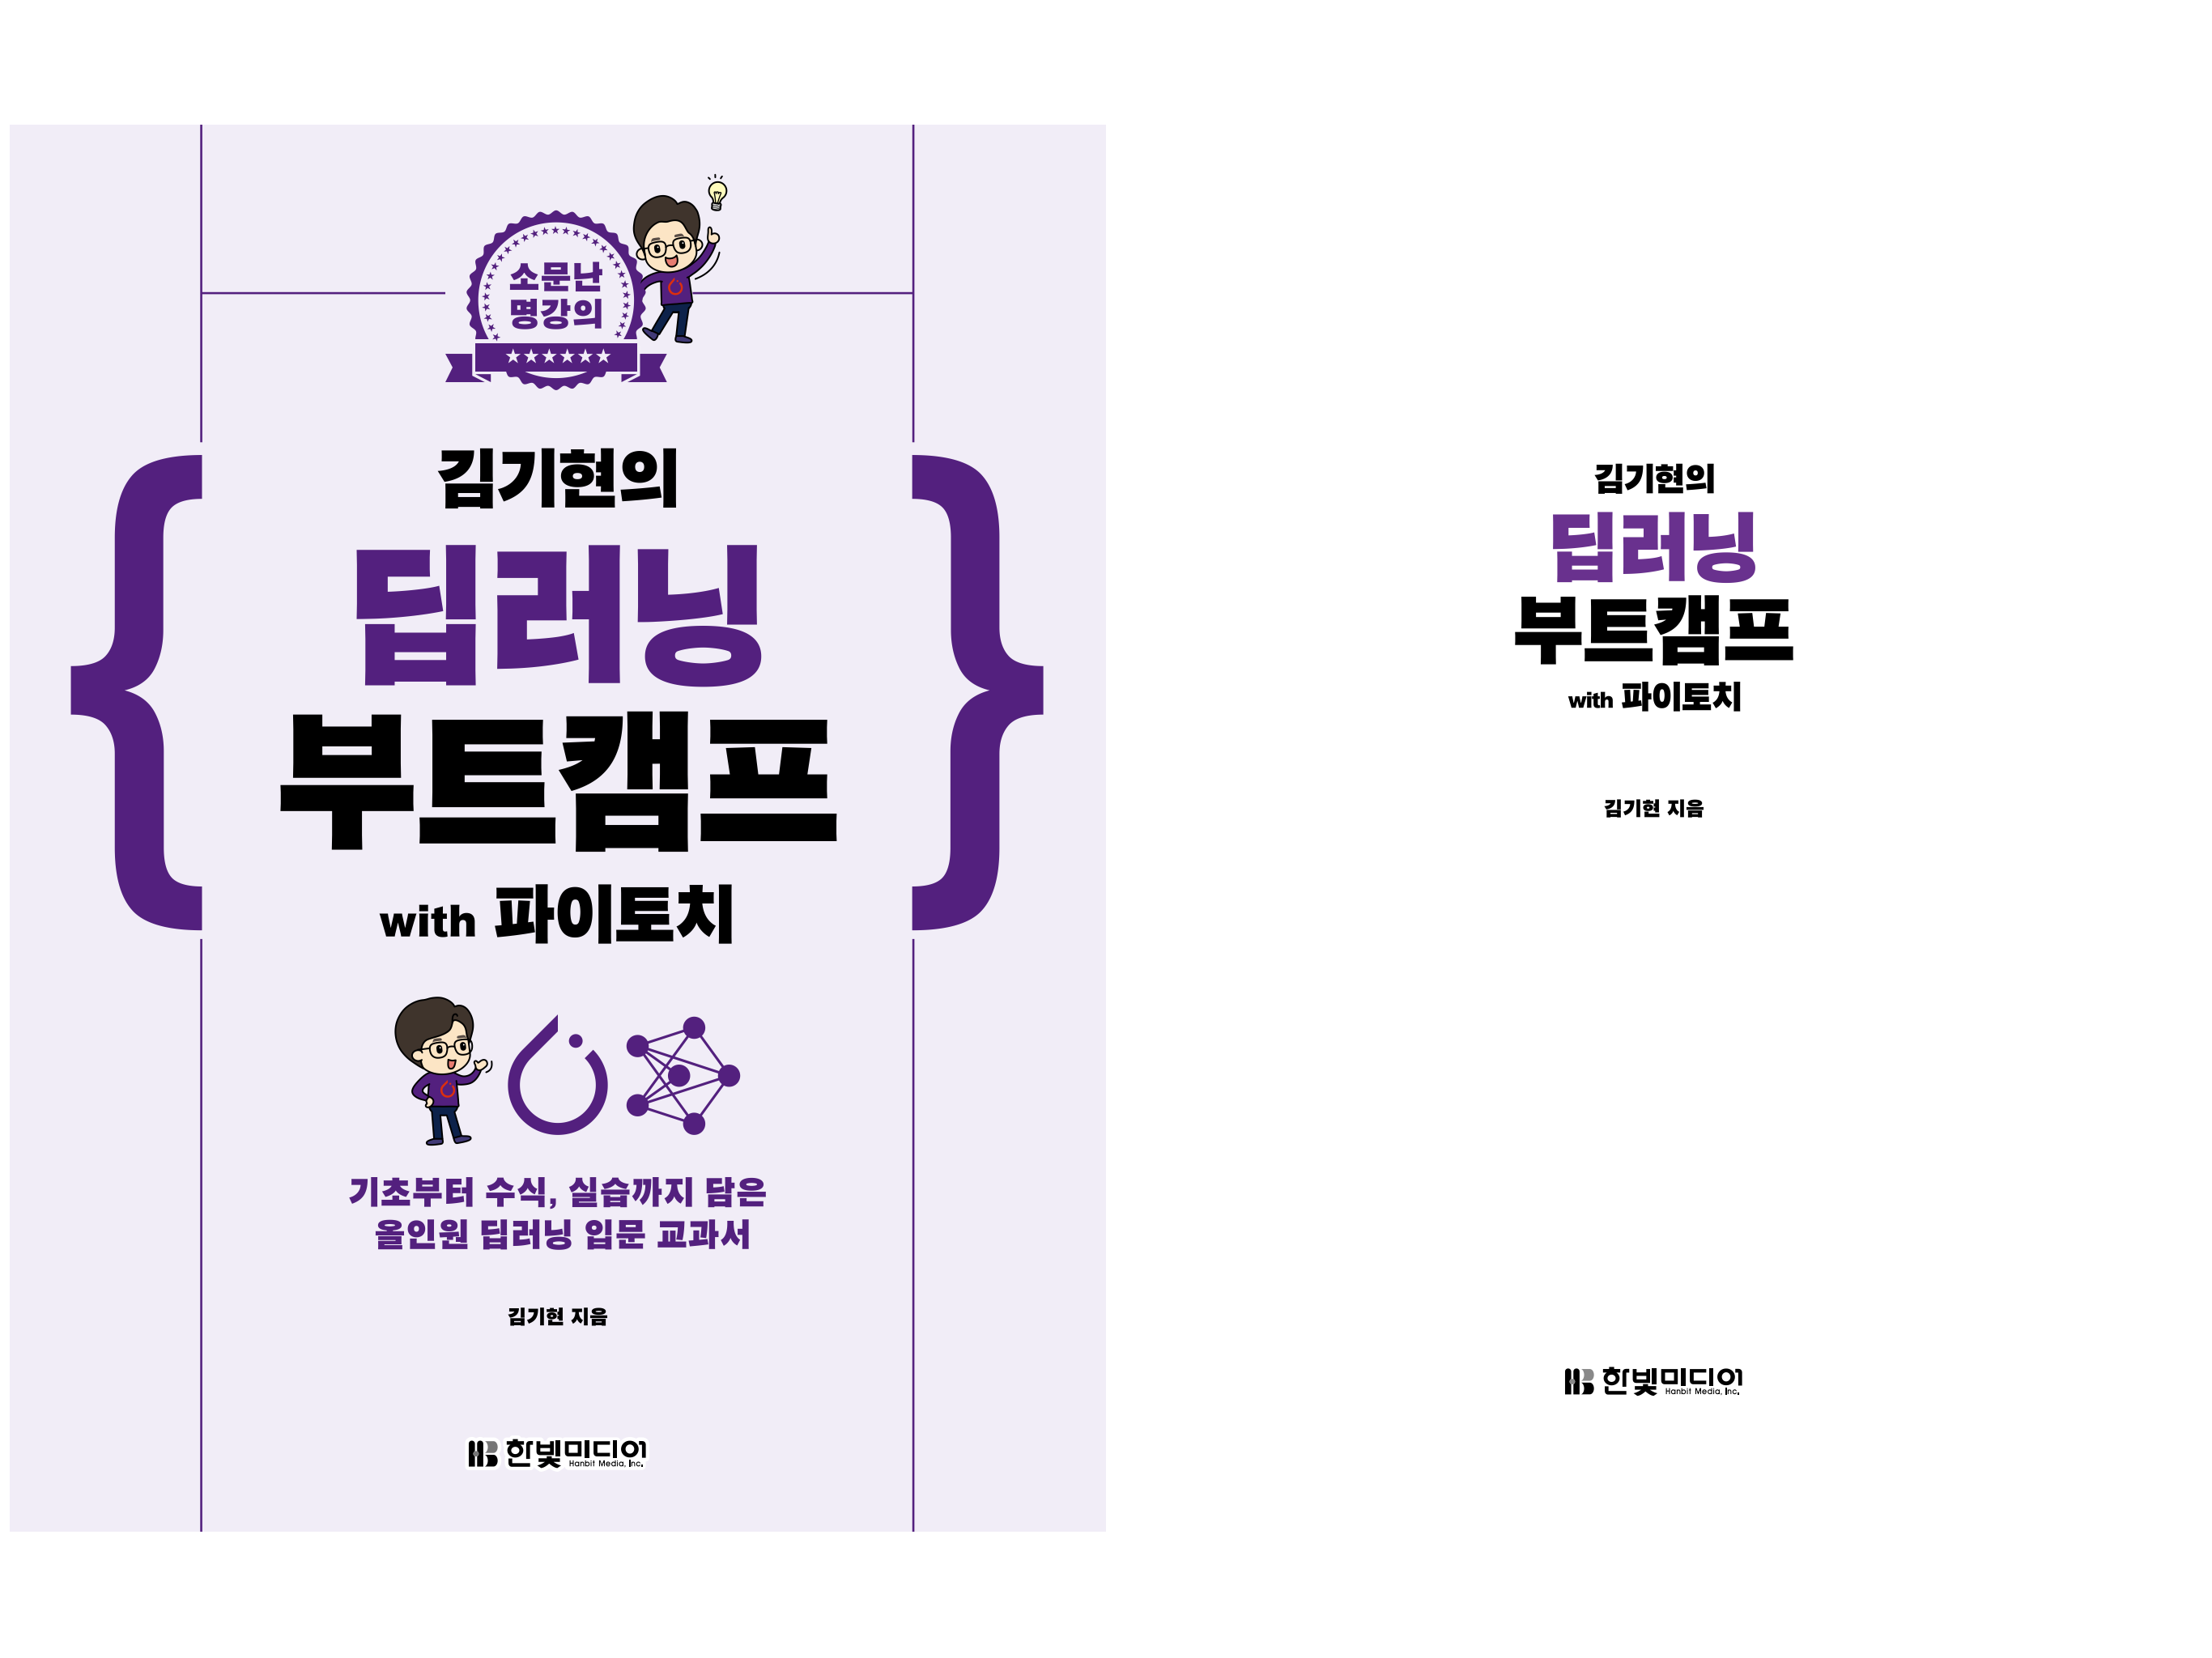 소문난
명강의
김기현의
딥러닝
부트캠프
with 파이토치
기초부터 수식, 실습까지 담은
올인원 딥러닝 입문 교과서
김기현 지음
한빛미디어
Hanbit Media, Inc.
김기현의
딥러닝
부트캠프
with 파이토치
김기현 지음
한빛미디어
Hanbit Media, Inc.